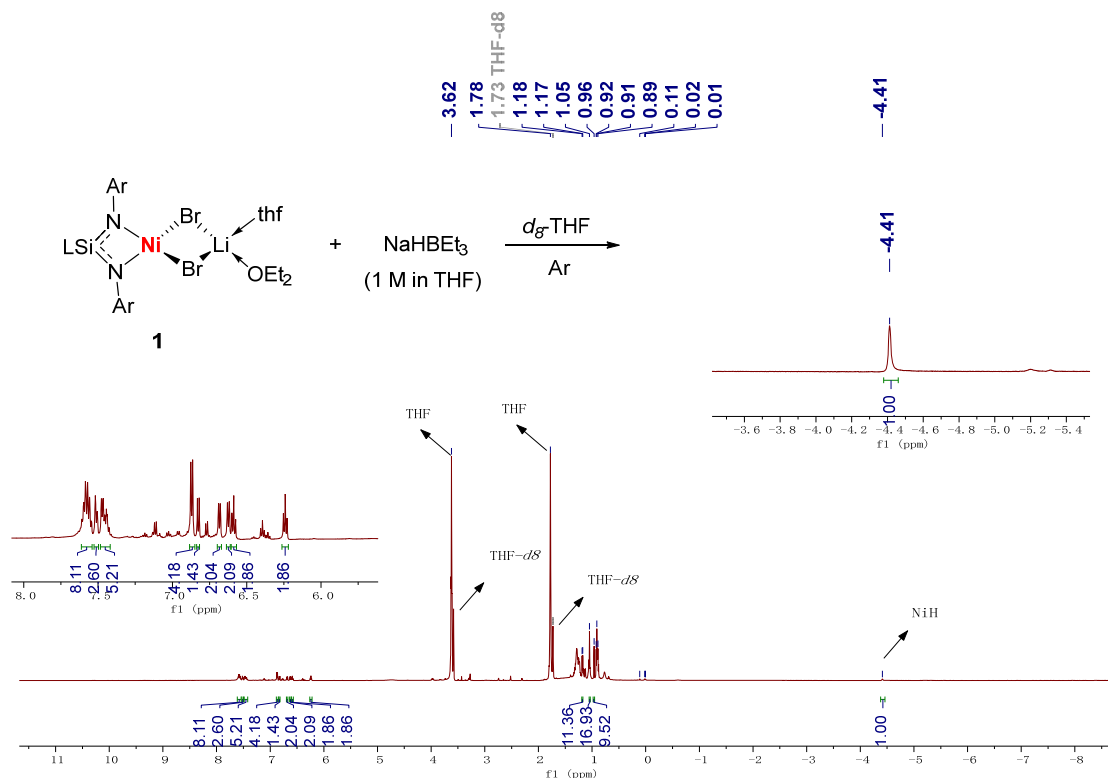 3.62
1.78
1.73 THF-d8
1.18
1.17
1.05
0.96
0.92
0.91
0.89
0.11
0.02
0.01
-4.41
Ar
N
LSi
N
Ar
Ni
Br
Br
Li
thf
OEt2
1
+
NaHBEt3
(1 M in THF)
d8-THF
Ar
-4.41
1.00
-3.6 -3.8 -4.0 -4.2 -4.4 -4.6 -4.8 -5.0 -5.2 -5.4
f1 (ppm)
THF
THF
THF-d8
THF-d8
NiH
8.11
2.60
5.21
4.18
1.43
2.04
2.09
1.86
1.86
8.0 7.5 7.0 6.5 6.0
f1 (ppm)
8.11
2.60
5.21
4.18
1.43
2.04
2.09
1.86
1.86
11.36
16.93
9.52
1.00
11 10 9 8 7 6 5 4 3 2 1 0 -1 -2 -3 -4 -5 -6 -7 -8
f1 (ppm)